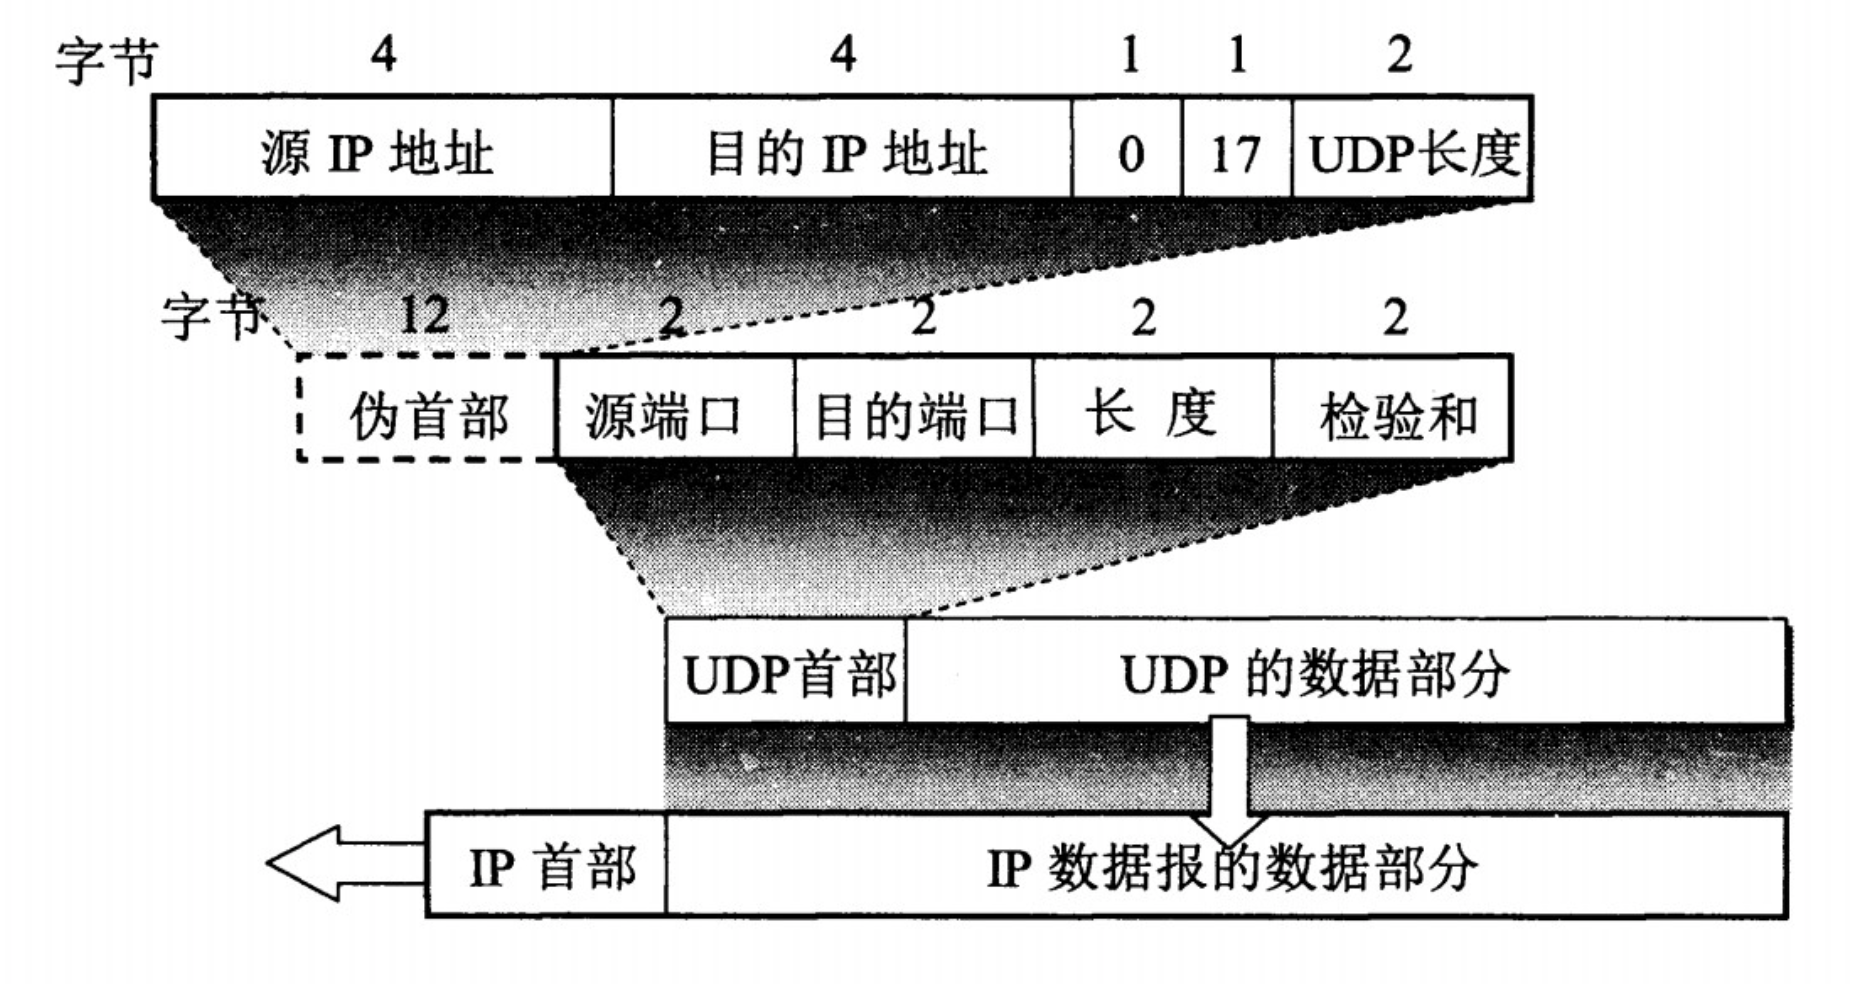 字节 4 4 1 1 2
源 IP 地址 目的 IP 地址 0 17 UDP长度
字节 12 2 2 2 2
伪首部 源端口 目的端口 长 度 检验和
UDP首部 UDP 的数据部分
IP 首部 IP 数据报的数据部分